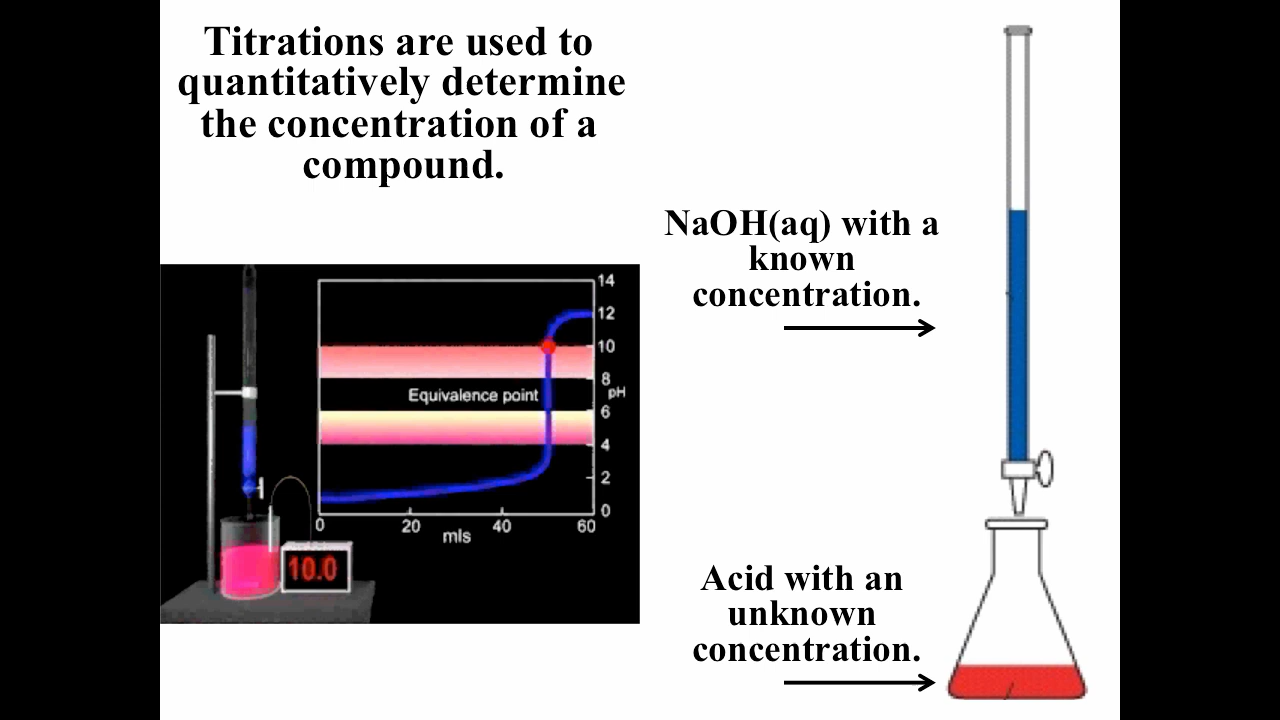 Titrations are used to
quantitatively determine
the concentration of a
compound.
NaOH(aq) with a
known
concentration.
14
12
10
8
pH
Equivalence point
6
4
2
0
0
20
40
60
mls
10.0
Acid with an
unknown
concentration.